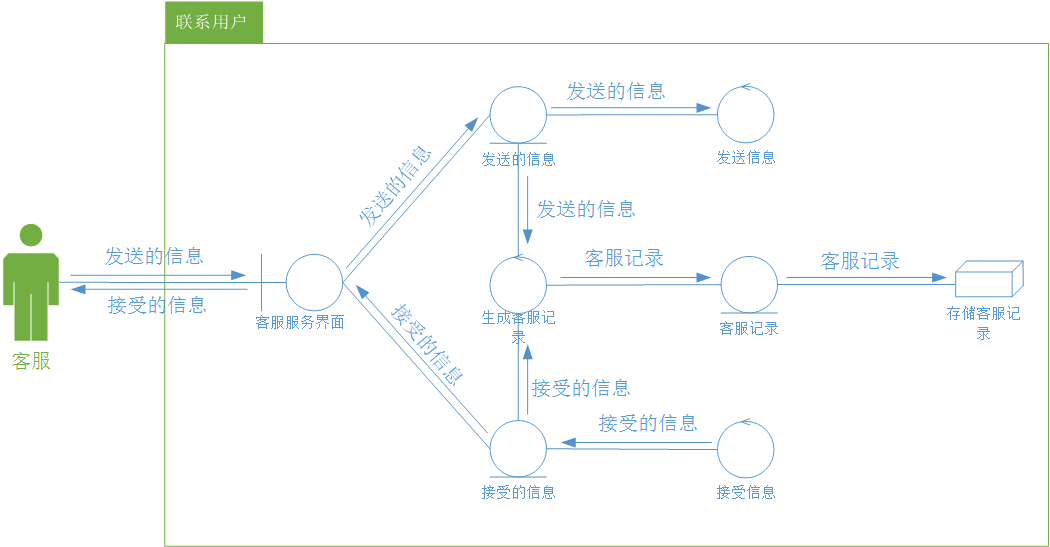 联系用户
发送的信息
发送的信息
发送信息
发送的信息
发送的信息
客服记录
客服记录
发送的信息
接受的信息
客服服务界面
客服
生成客服记
录
客服记录
存储客服记
录
接受的信息
接受的信息
接受的信息
接受的信息
接受信息